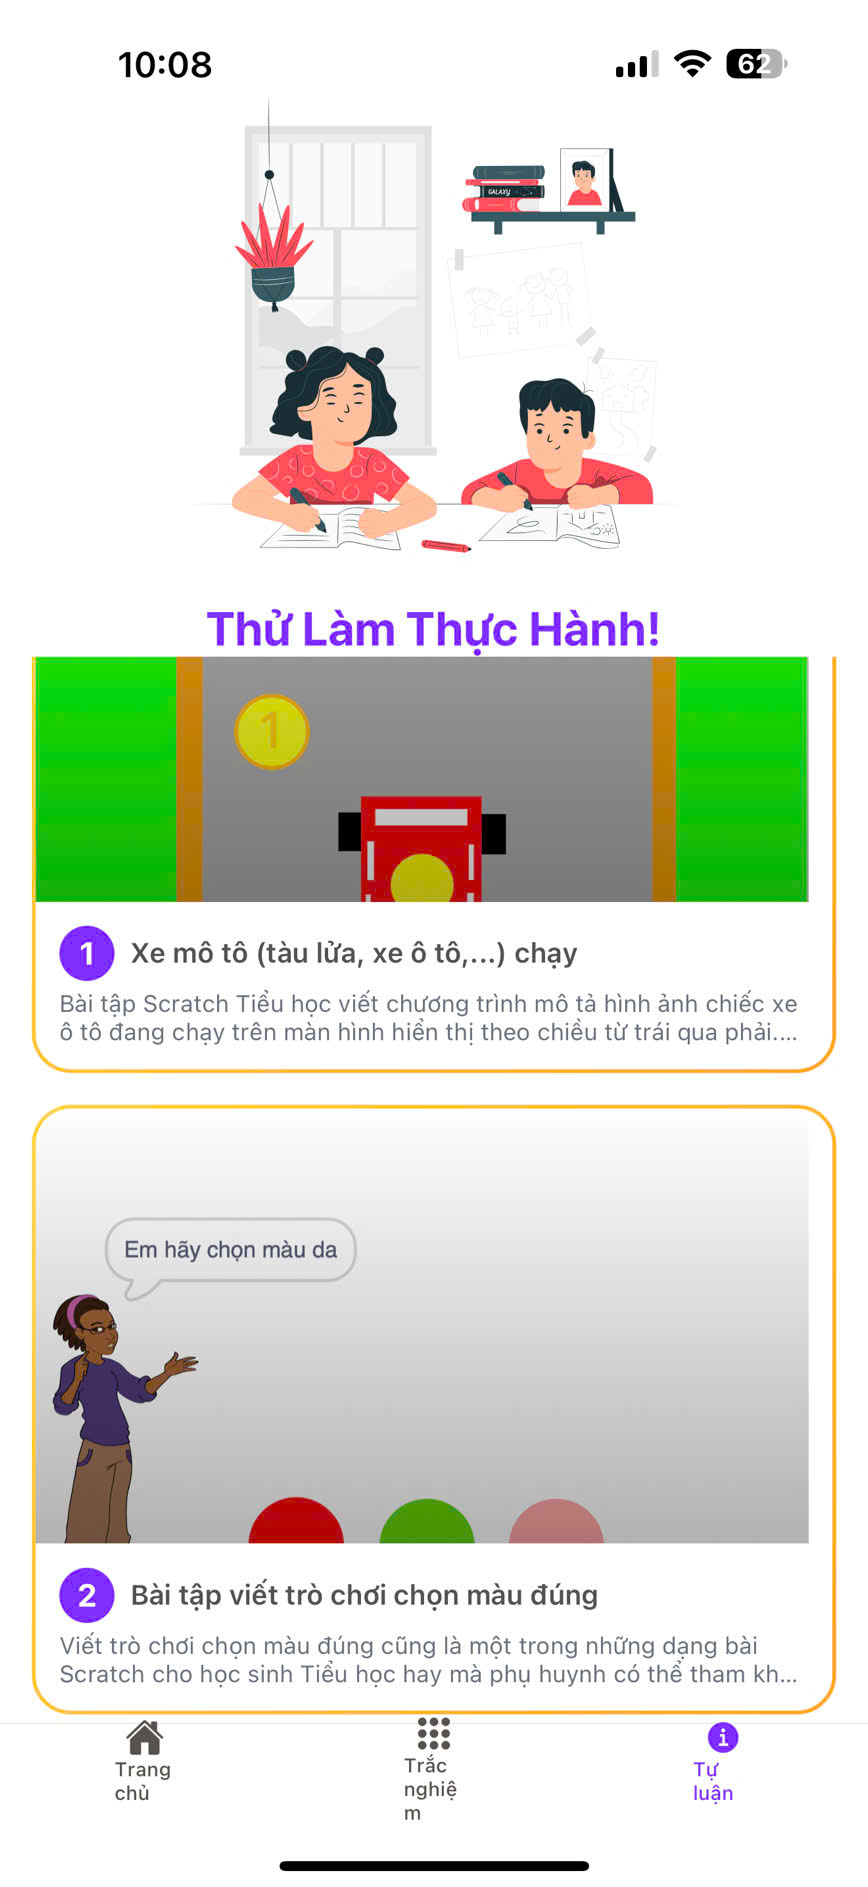 10:08
62
GALAXY
Thử Làm Thực Hành!
1
1 Xe mô tô (tàu lửa, xe ô tô,...) chạy
Bài tập Scratch Tiểu học viết chương trình mô tả hình ảnh chiếc xe
ô tô đang chạy trên màn hình hiển thị theo chiều từ trái qua phải....
Em hãy chọn màu da
2 Bài tập viết trò chơi chọn màu đúng
Viết trò chơi chọn màu đúng cũng là một trong những dạng bài
Scratch cho học sinh Tiểu học hay mà phụ huynh có thể tham kh...
Trang
chủ
Trắc
nghiệ
m
Tự
luận